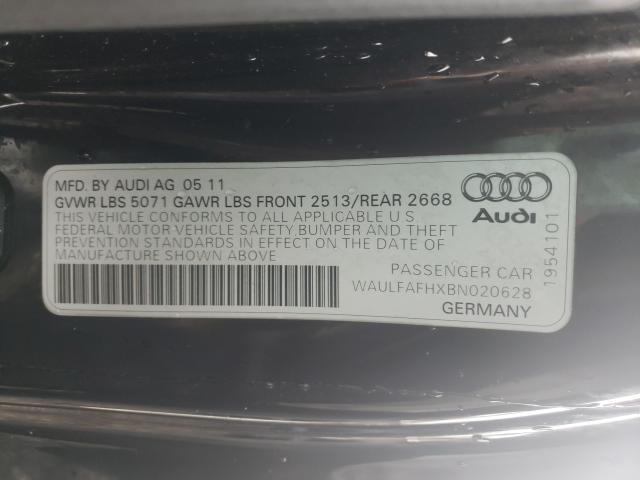 MFD. BY AUDI AG 05 11
GVWR LBS 5071 GAWR LBS FRONT 2513/REAR 2668
THIS VEHICLE CONFORMS TO ALL APPLICABLE U S
FEDERAL MOTOR VEHICLE SAFETY,BUMPER AND THEFT
PREVENTION STANDARDS IN EFFECT ON THE DATE OF
MANUFACTURE SHOWN ABOVE
Audi
PASSENGER CAR
WAULFAFHXBN020628
GERMANY
1954101